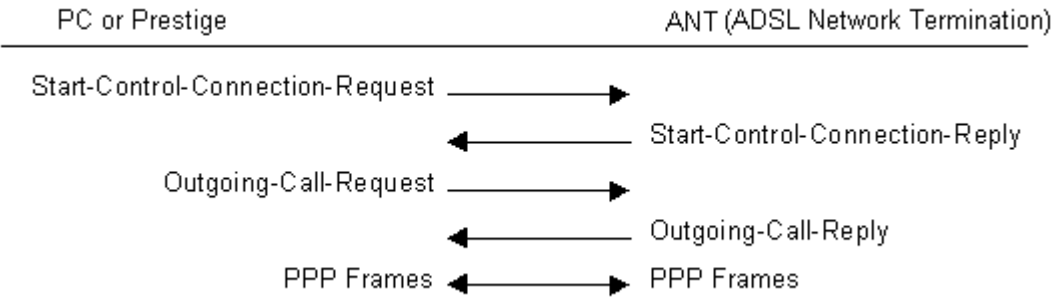 PC or Prestige ANT (ADSL Network Termination)
Start-Control-Connection-Request
Start-Control-Connection-Reply
Outgoing-Call-Request
Outgoing-Call-Reply
PPP Frames PPP Frames